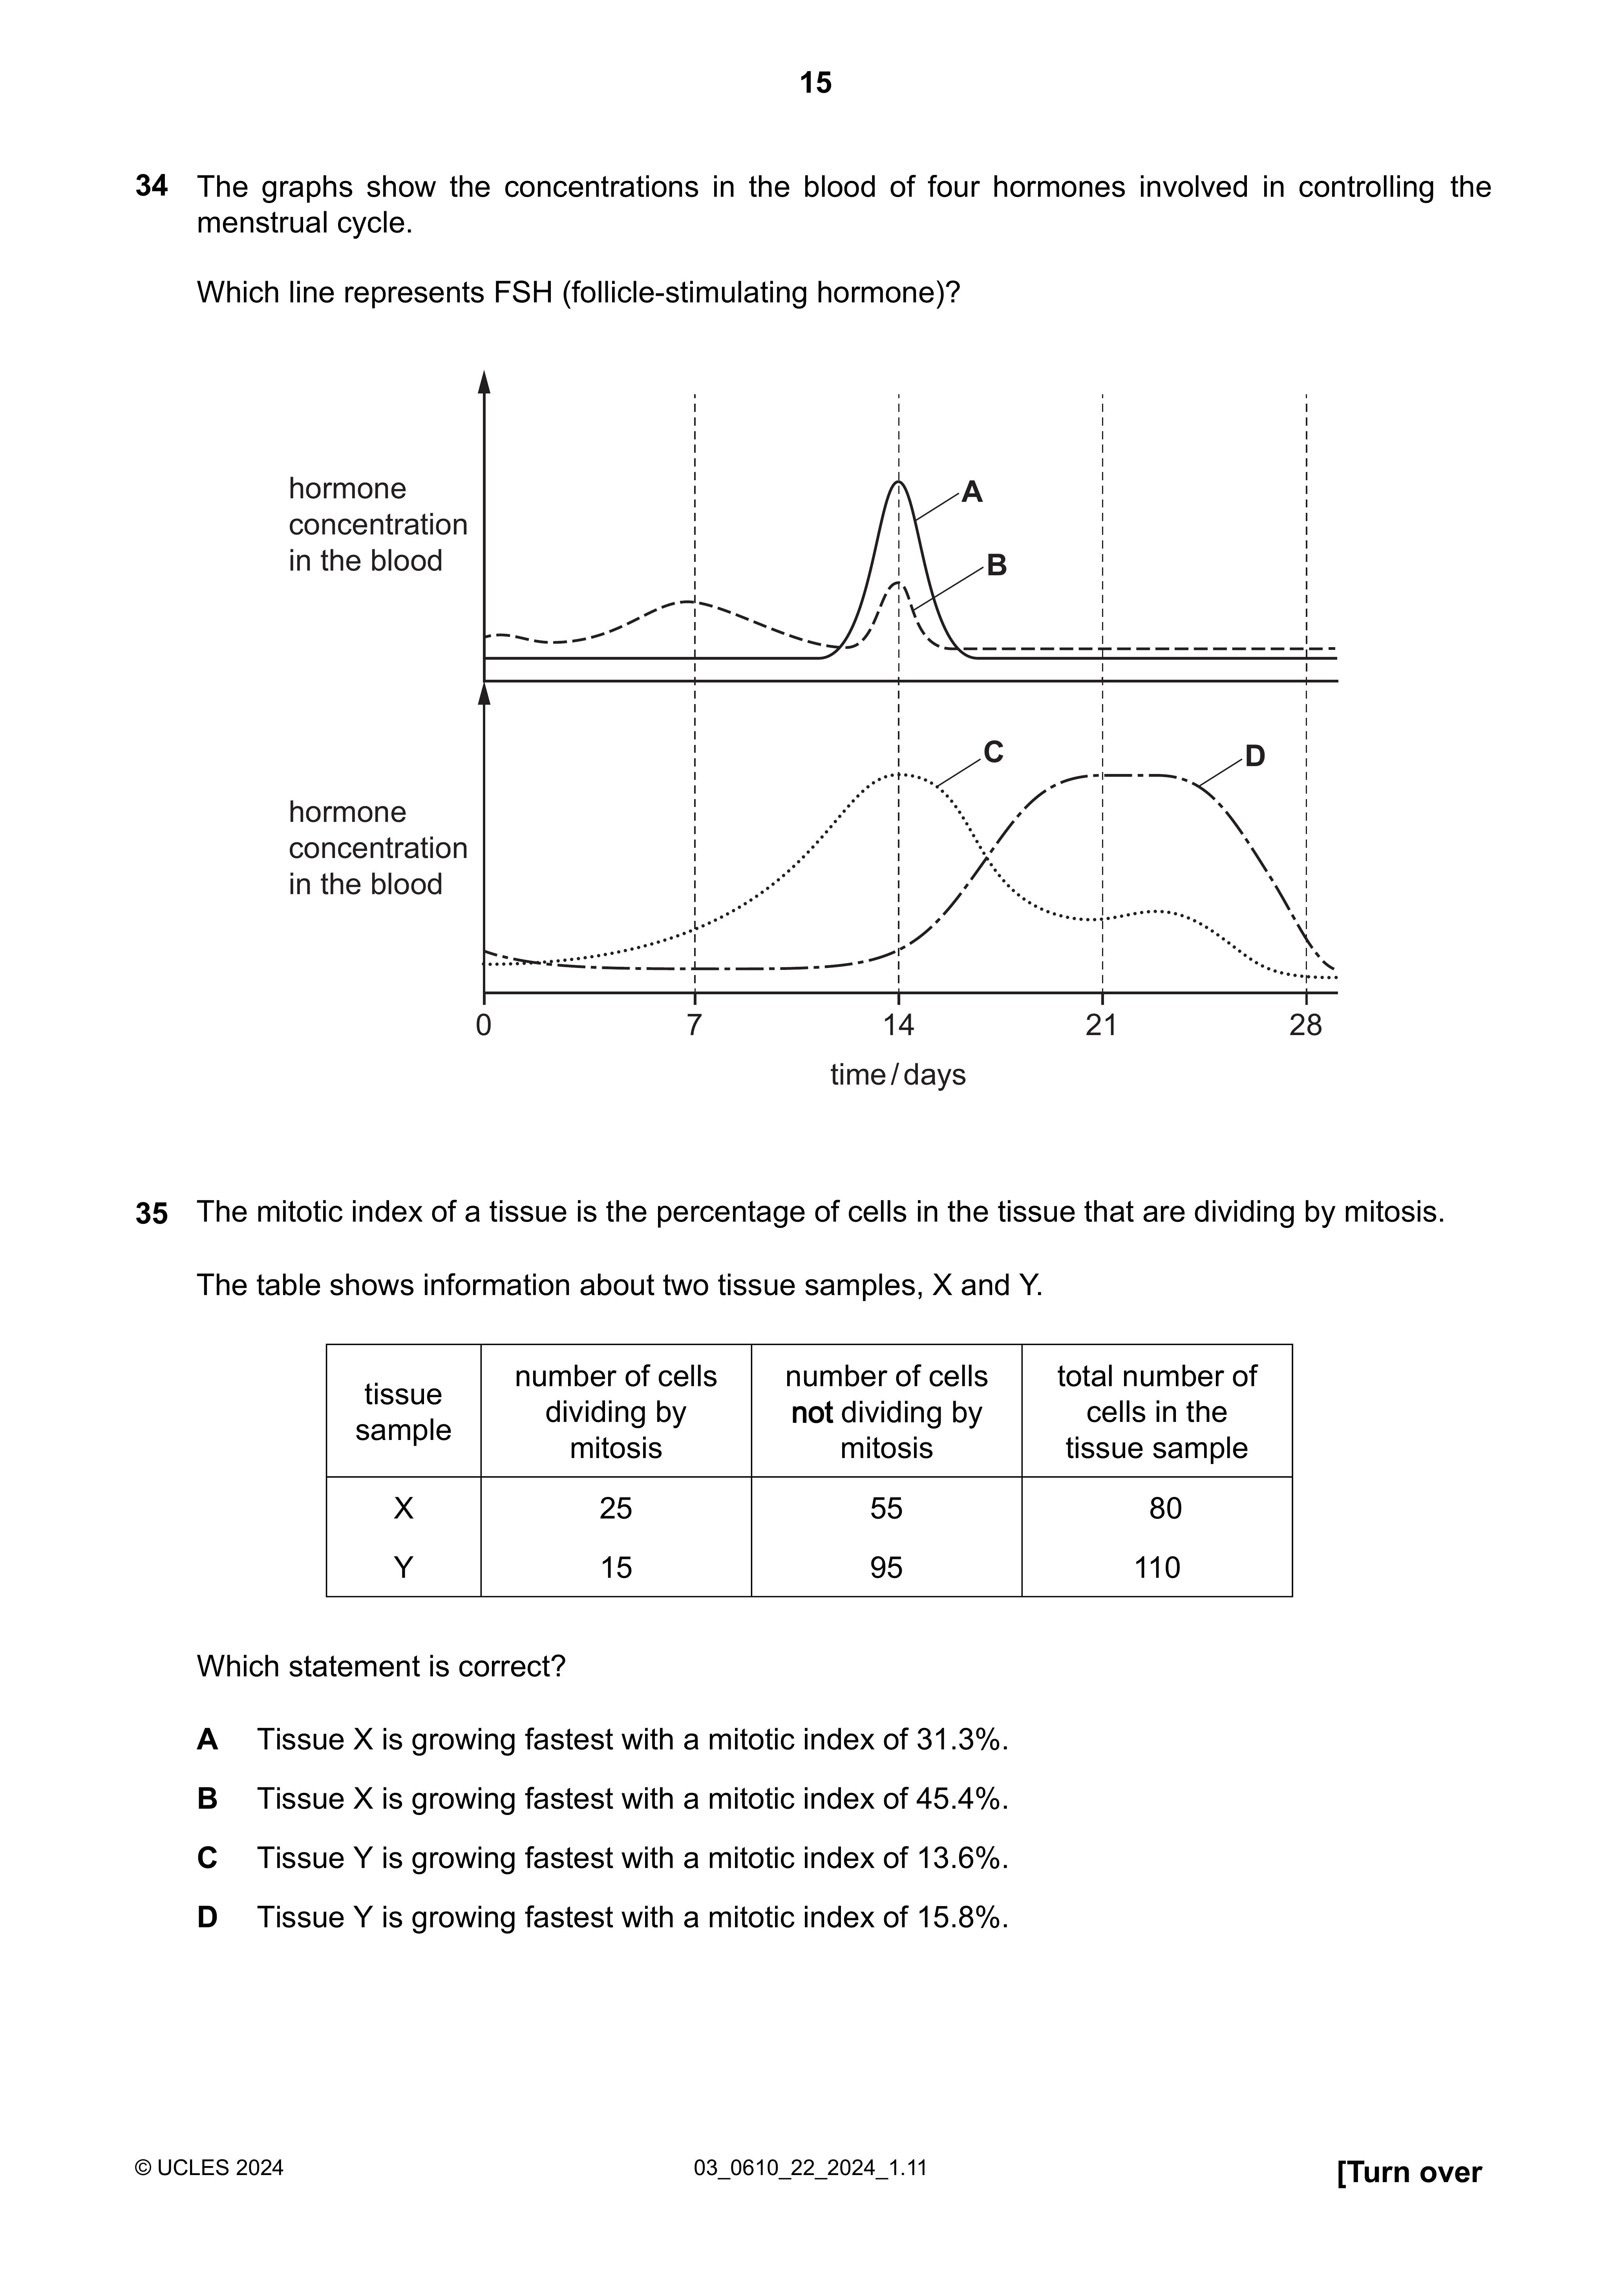 15
34 The graphs show the concentrations in the blood of four hormones involved in controlling the
menstrual cycle.
Which line represents FSH (follicle-stimulating hormone)?
hormone
concentration
in the blood
A
B
hormone
concentration
in the blood
C
D
0 7 14 21 28
time / days
35 The mitotic index of a tissue is the percentage of cells in the tissue that are dividing by mitosis.
The table shows information about two tissue samples, X and Y.
tissue
sample
number of cells
dividing by
mitosis
number of cells
not dividing by
mitosis
total number of
cells in the
tissue sample
X 25 55 80
Y 15 95 110
Which statement is correct?
A Tissue X is growing fastest with a mitotic index of 31.3%.
B Tissue X is growing fastest with a mitotic index of 45.4%.
C Tissue Y is growing fastest with a mitotic index of 13.6%.
D Tissue Y is growing fastest with a mitotic index of 15.8%.
© UCLES 2024 03_0610_22_2024_1.11 [Turn over